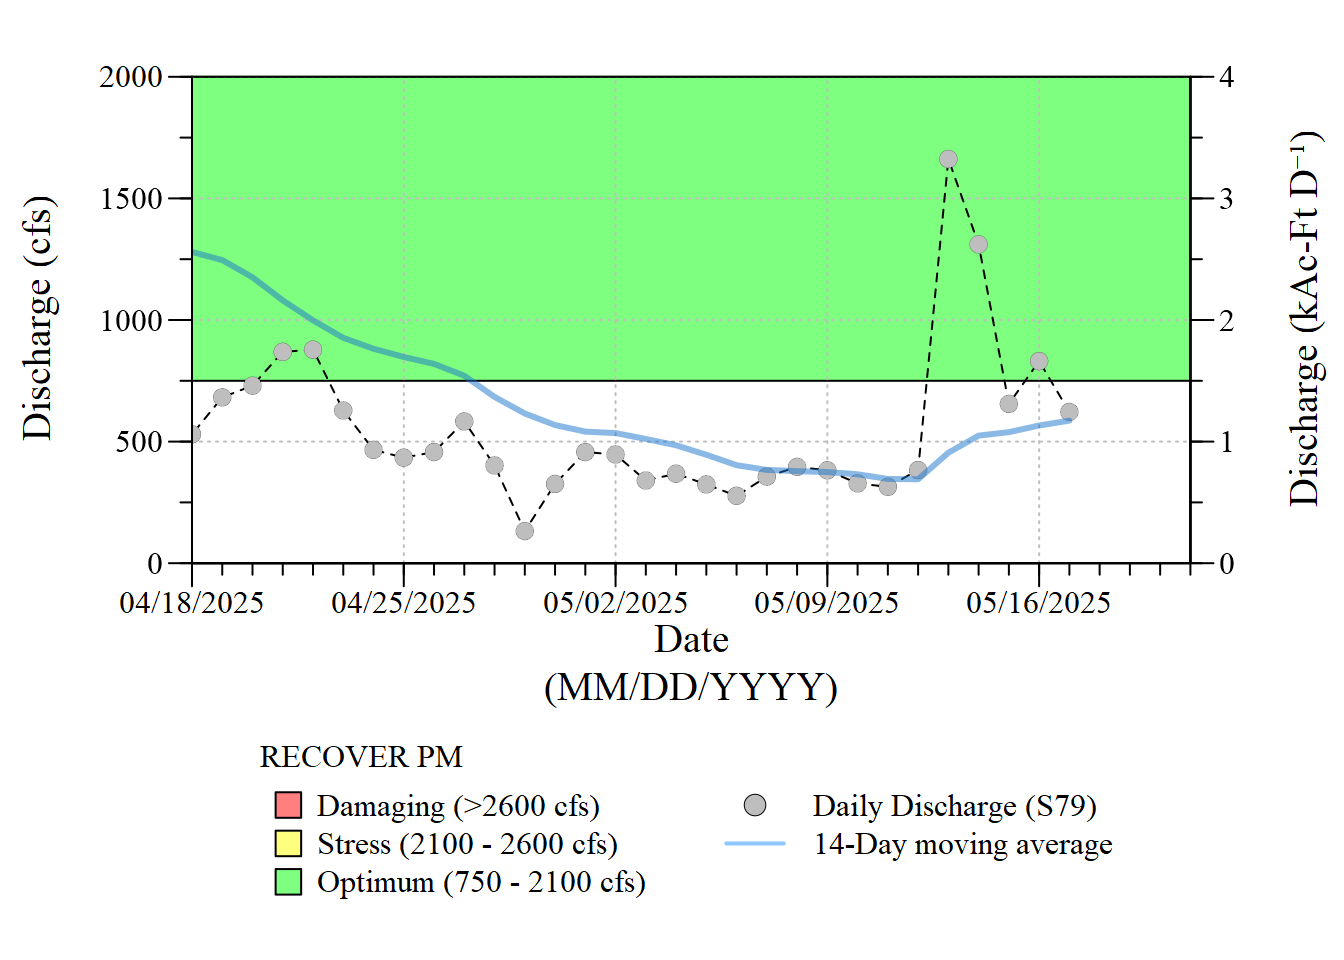 2000
1500
1000
500
0
Discharge (cfs)
4
3
2
1
0
Discharge (kAc-Ft D⁻¹)
04/18/2025 04/25/2025 05/02/2025 05/09/2025 05/16/2025
Date
(MM/DD/YYYY)
RECOVER PM
Damaging (>2600 cfs)
Stress (2100 - 2600 cfs)
Optimum (750 - 2100 cfs)
Daily Discharge (S79)
14-Day moving average